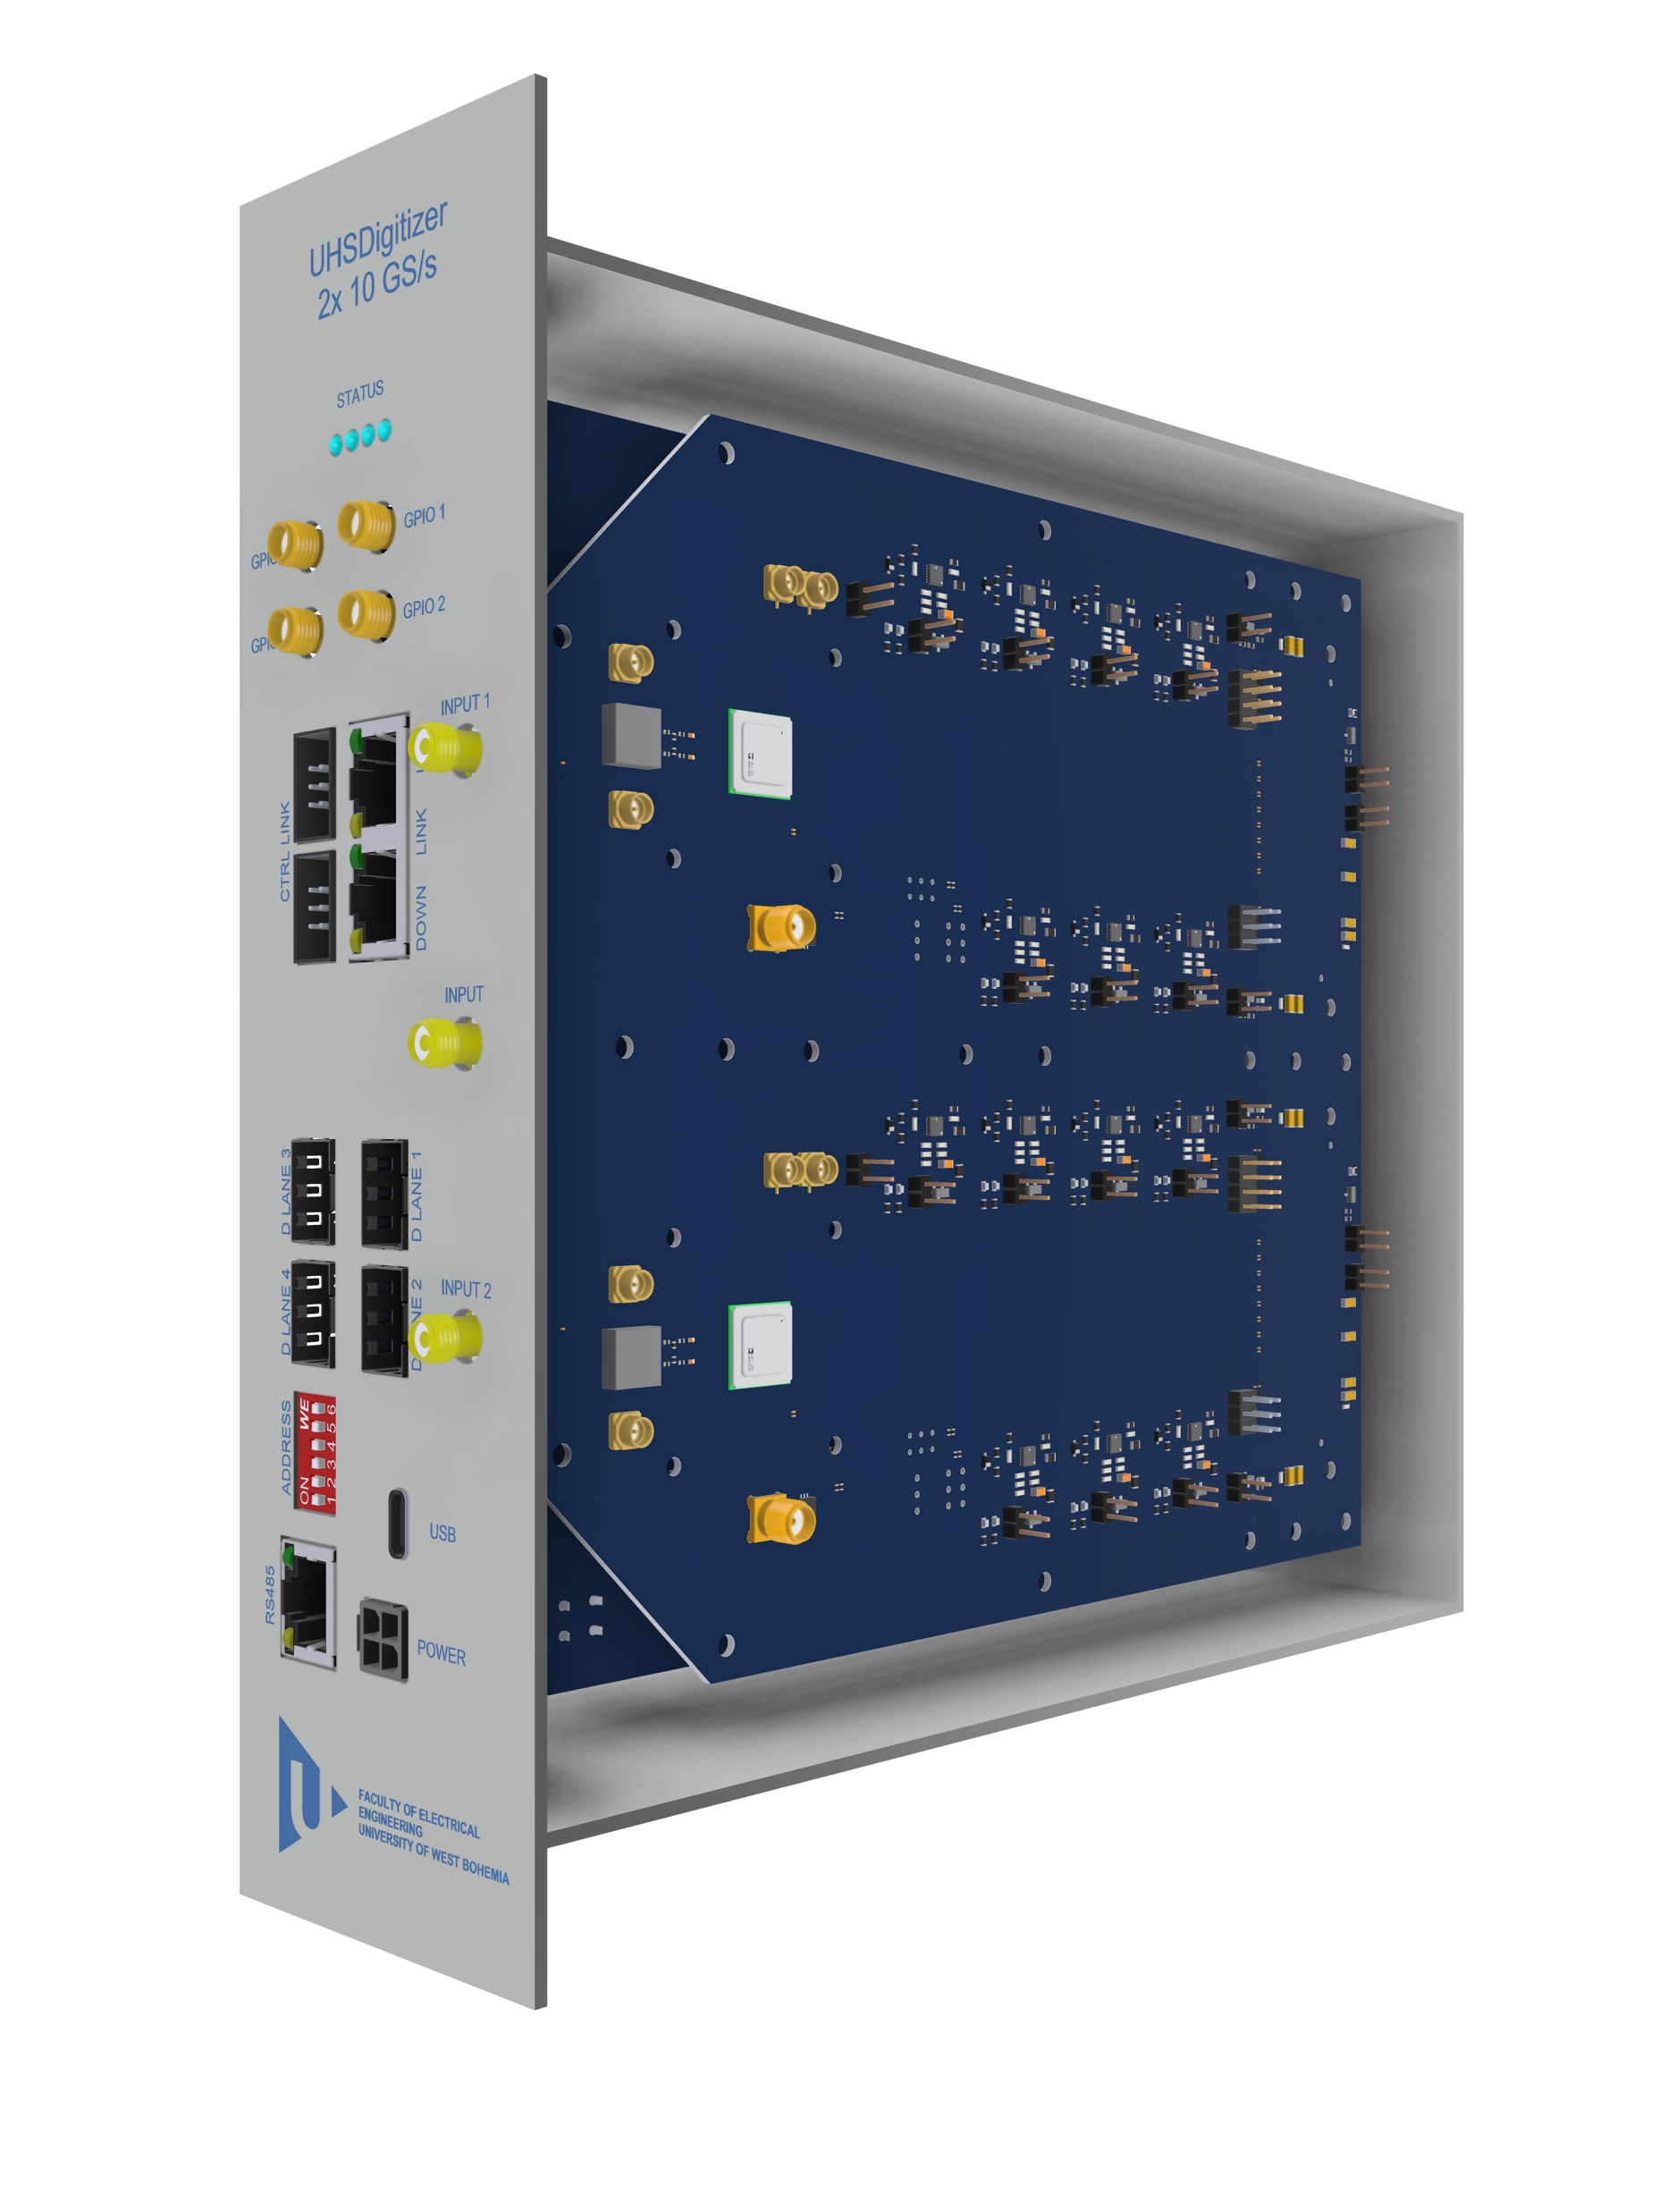 UHSDigitizer
2x 10 GS/s
STATUS
GPIO 1
GPIO 2
INPUT 1
CTRL LINK
DOWN LINK
INPUT
D LANE 3
D LANE 1
D LANE 4
INPUT 2
ADDRESS
WE
ON
1 2 3 4 5 6
USB
RS485
POWER
FACULTY OF ELECTRICAL
ENGINEERING
UNIVERSITY OF WEST BOHEMIA